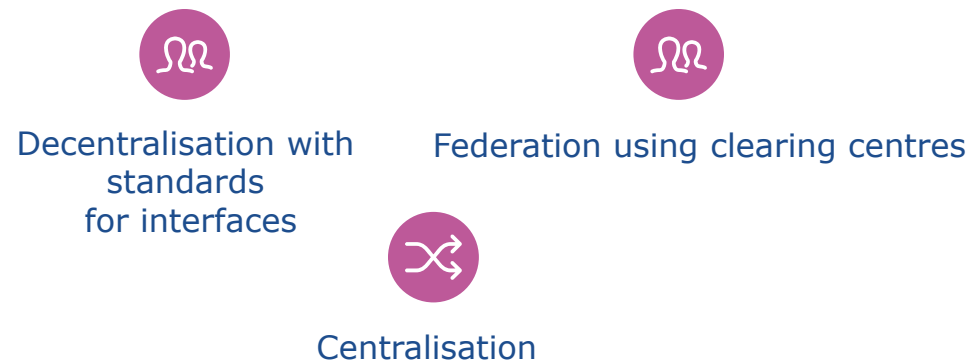 Decentralisation with
standards
for interfaces
Federation using clearing centres
Centralisation